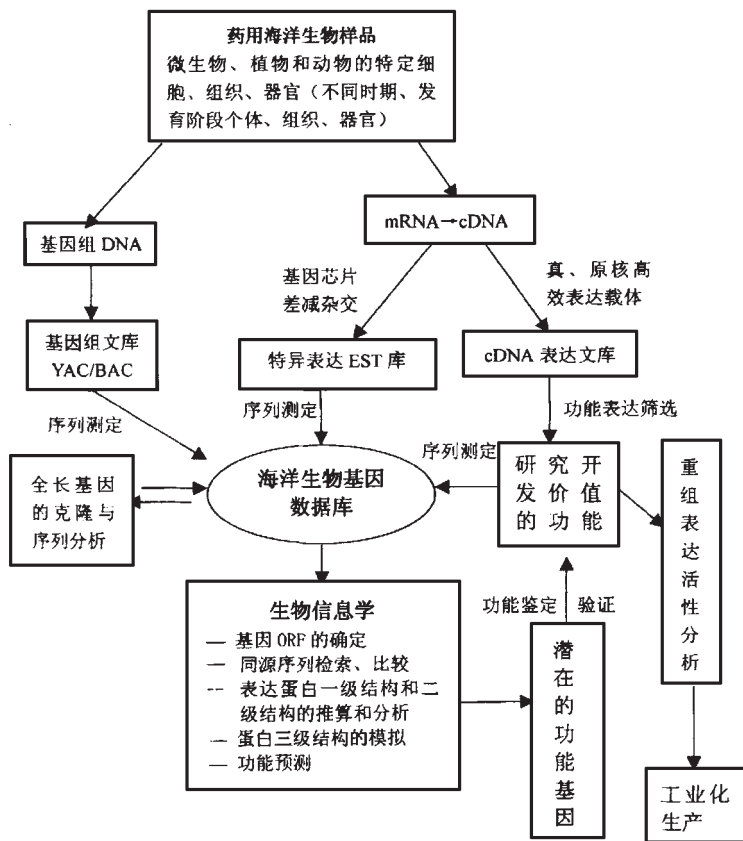 药用海洋生物样品
微生物、植物和动物的特定细
胞、组织、器官（不同时期、发
育阶段个体、组织、器官）
基因组 DNA
mRNA→cDNA
基因芯片
差减杂交
真、原核高
效表达载体
基因组文库
YAC/BAC
特异表达 EST 库
cDNA 表达文库
序列测定
序列测定
功能表达筛选
全长基因
的克隆与
序列分析
海洋生物基因
数据库
序列测定
研究开
发价值
的功能
重
组
表
达
活
性
分
析
生物信息学
— 基因 ORF 的确定
— 同源序列检索、比较
-- 表达蛋白一级结构和二
级结构的推算和分析
— 蛋白三级结构的模拟
— 功能预测
功能鉴定 验证
潜
在
的
功
能
基
因
工业化
生产